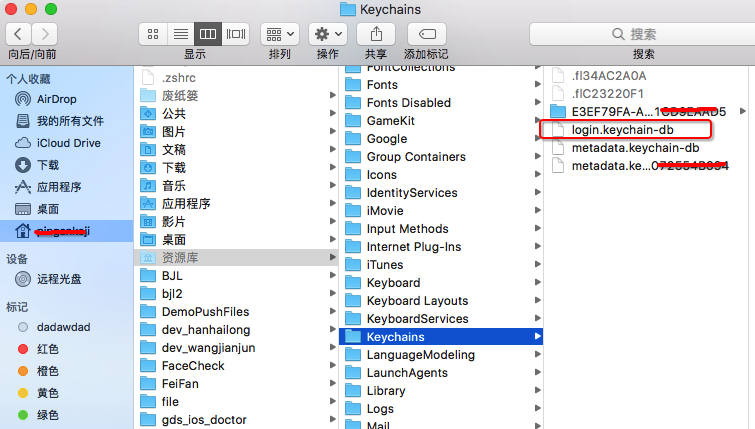 Keychains
向后/向前
显示
排列
操作
共享
添加标记
搜索
搜索
个人收藏
AirDrop
我的所有文件
iCloud Drive
下载
应用程序
桌面
设备
远程光盘
标记
dadawdad
红色
橙色
黄色
绿色
.zshrc
废纸篓
公共
图片
文稿
下载
音乐
应用程序
影片
桌面
资源库
BJL
bjl2
DemoPushFiles
dev_hanhailong
dev_wangjianjun
FaceCheck
FeiFan
file
gds_ios_doctor
FontCollections
Fonts
Fonts Disabled
GameKit
Google
Group Containers
Icons
IdentityServices
iMovie
Input Methods
Internet Plug-Ins
iTunes
Keyboard
Keyboard Layouts
KeyboardServices
Keychains
LanguageModeling
LaunchAgents
Library
Logs
Mail
.fl34AC2A0A
.flC23220F1
E3EF79FA-A...1CD9EAAD5
login.keychain-db
metadata.keychain-db
metadata.ke...